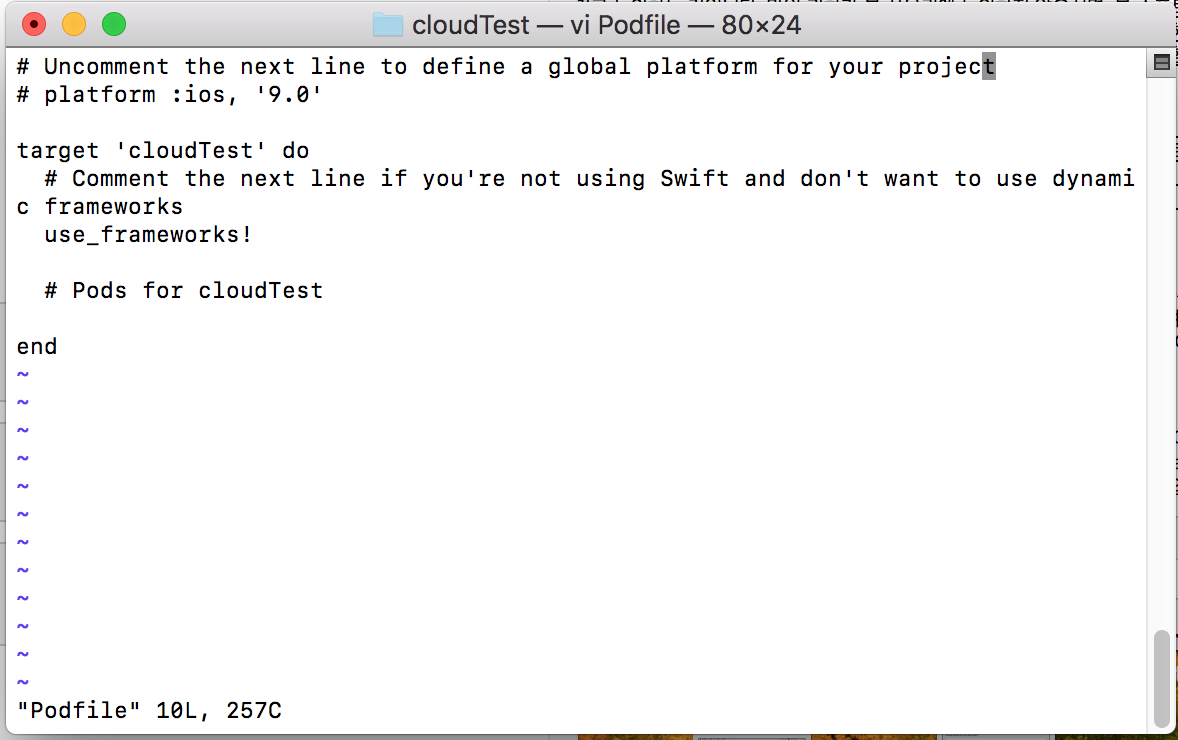 cloudTest — vi Podfile — 80×24
# Uncomment the next line to define a global platform for your project
# platform :ios, '9.0'
target 'cloudTest' do
# Comment the next line if you're not using Swift and don't want to use dynami
c frameworks
use_frameworks!
# Pods for cloudTest
end
~
~
~
~
~
~
~
~
~
~
~
~
"Podfile" 10L, 257C